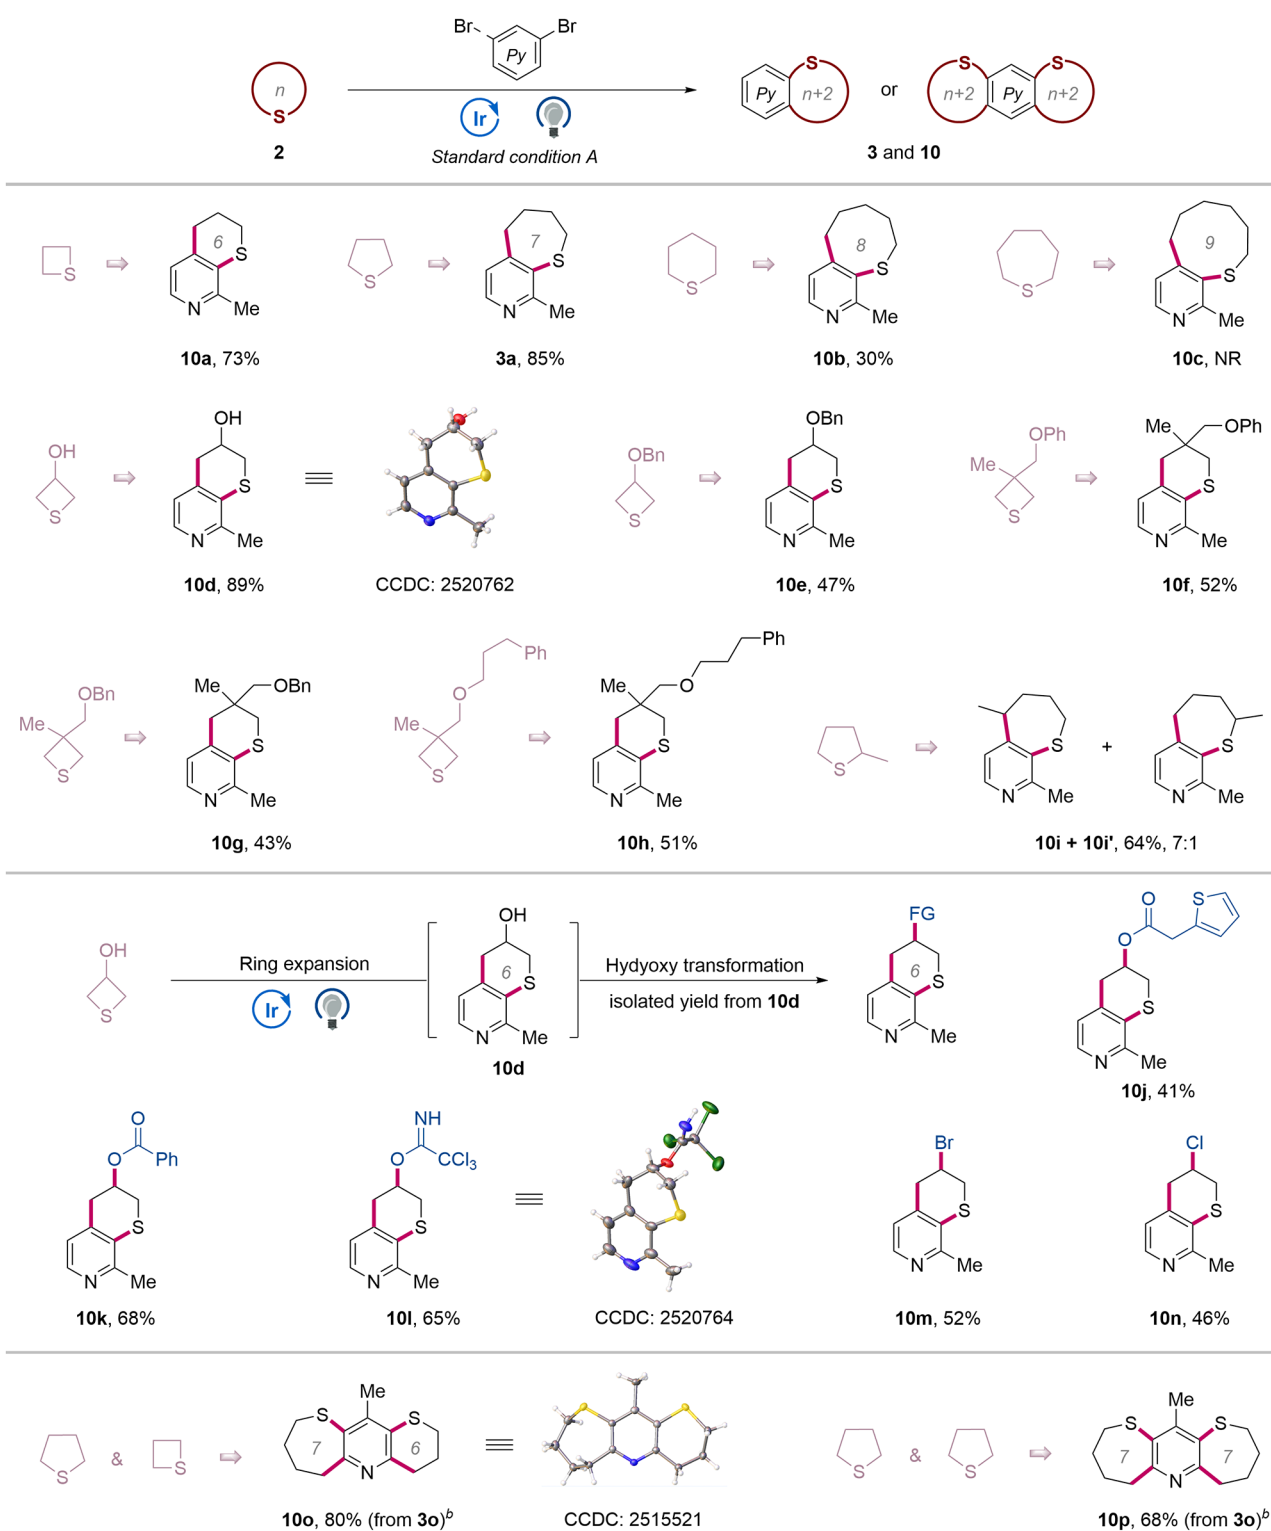 Br Br
Py
n
S
Ir
Standard condition A
2
S
Py n+2
or
S S
n+2 Py n+2
3 and 10
S
6
S
N Me
10a, 73%
S
7
S
N Me
3a, 85%
S
8
S
N Me
10b, 30%
S
9
S
N Me
10c, NR
OH
S
OH
S
N Me
10d, 89%
CCDC: 2520762
OBn
S
OBn
S
N Me
10e, 47%
OPh
Me
S
Me OPh
S
N Me
10f, 52%
OBn
Me
S
Me OBn
S
N Me
10g, 43%
Ph
O
Me
S
Ph
Me O
S
N Me
10h, 51%
S
S
N Me
+
S
N Me
10i + 10i', 64%, 7:1
OH
S
Ring expansion
Ir
OH
6
S
N Me
10d
Hydyoxy transformation
isolated yield from 10d
FG
6
S
N Me
O S
O
S
N Me
10j, 41%
O
O Ph
S
N Me
10k, 68%
NH
O CCl3
S
N Me
10l, 65%
CCDC: 2520764
Br
S
N Me
10m, 52%
Cl
S
N Me
10n, 46%
S & S
Me
S S
7 6
N
10o, 80% (from 3o)b
CCDC: 2515521
S & S
Me
S S
7 7
N
10p, 68% (from 3o)b